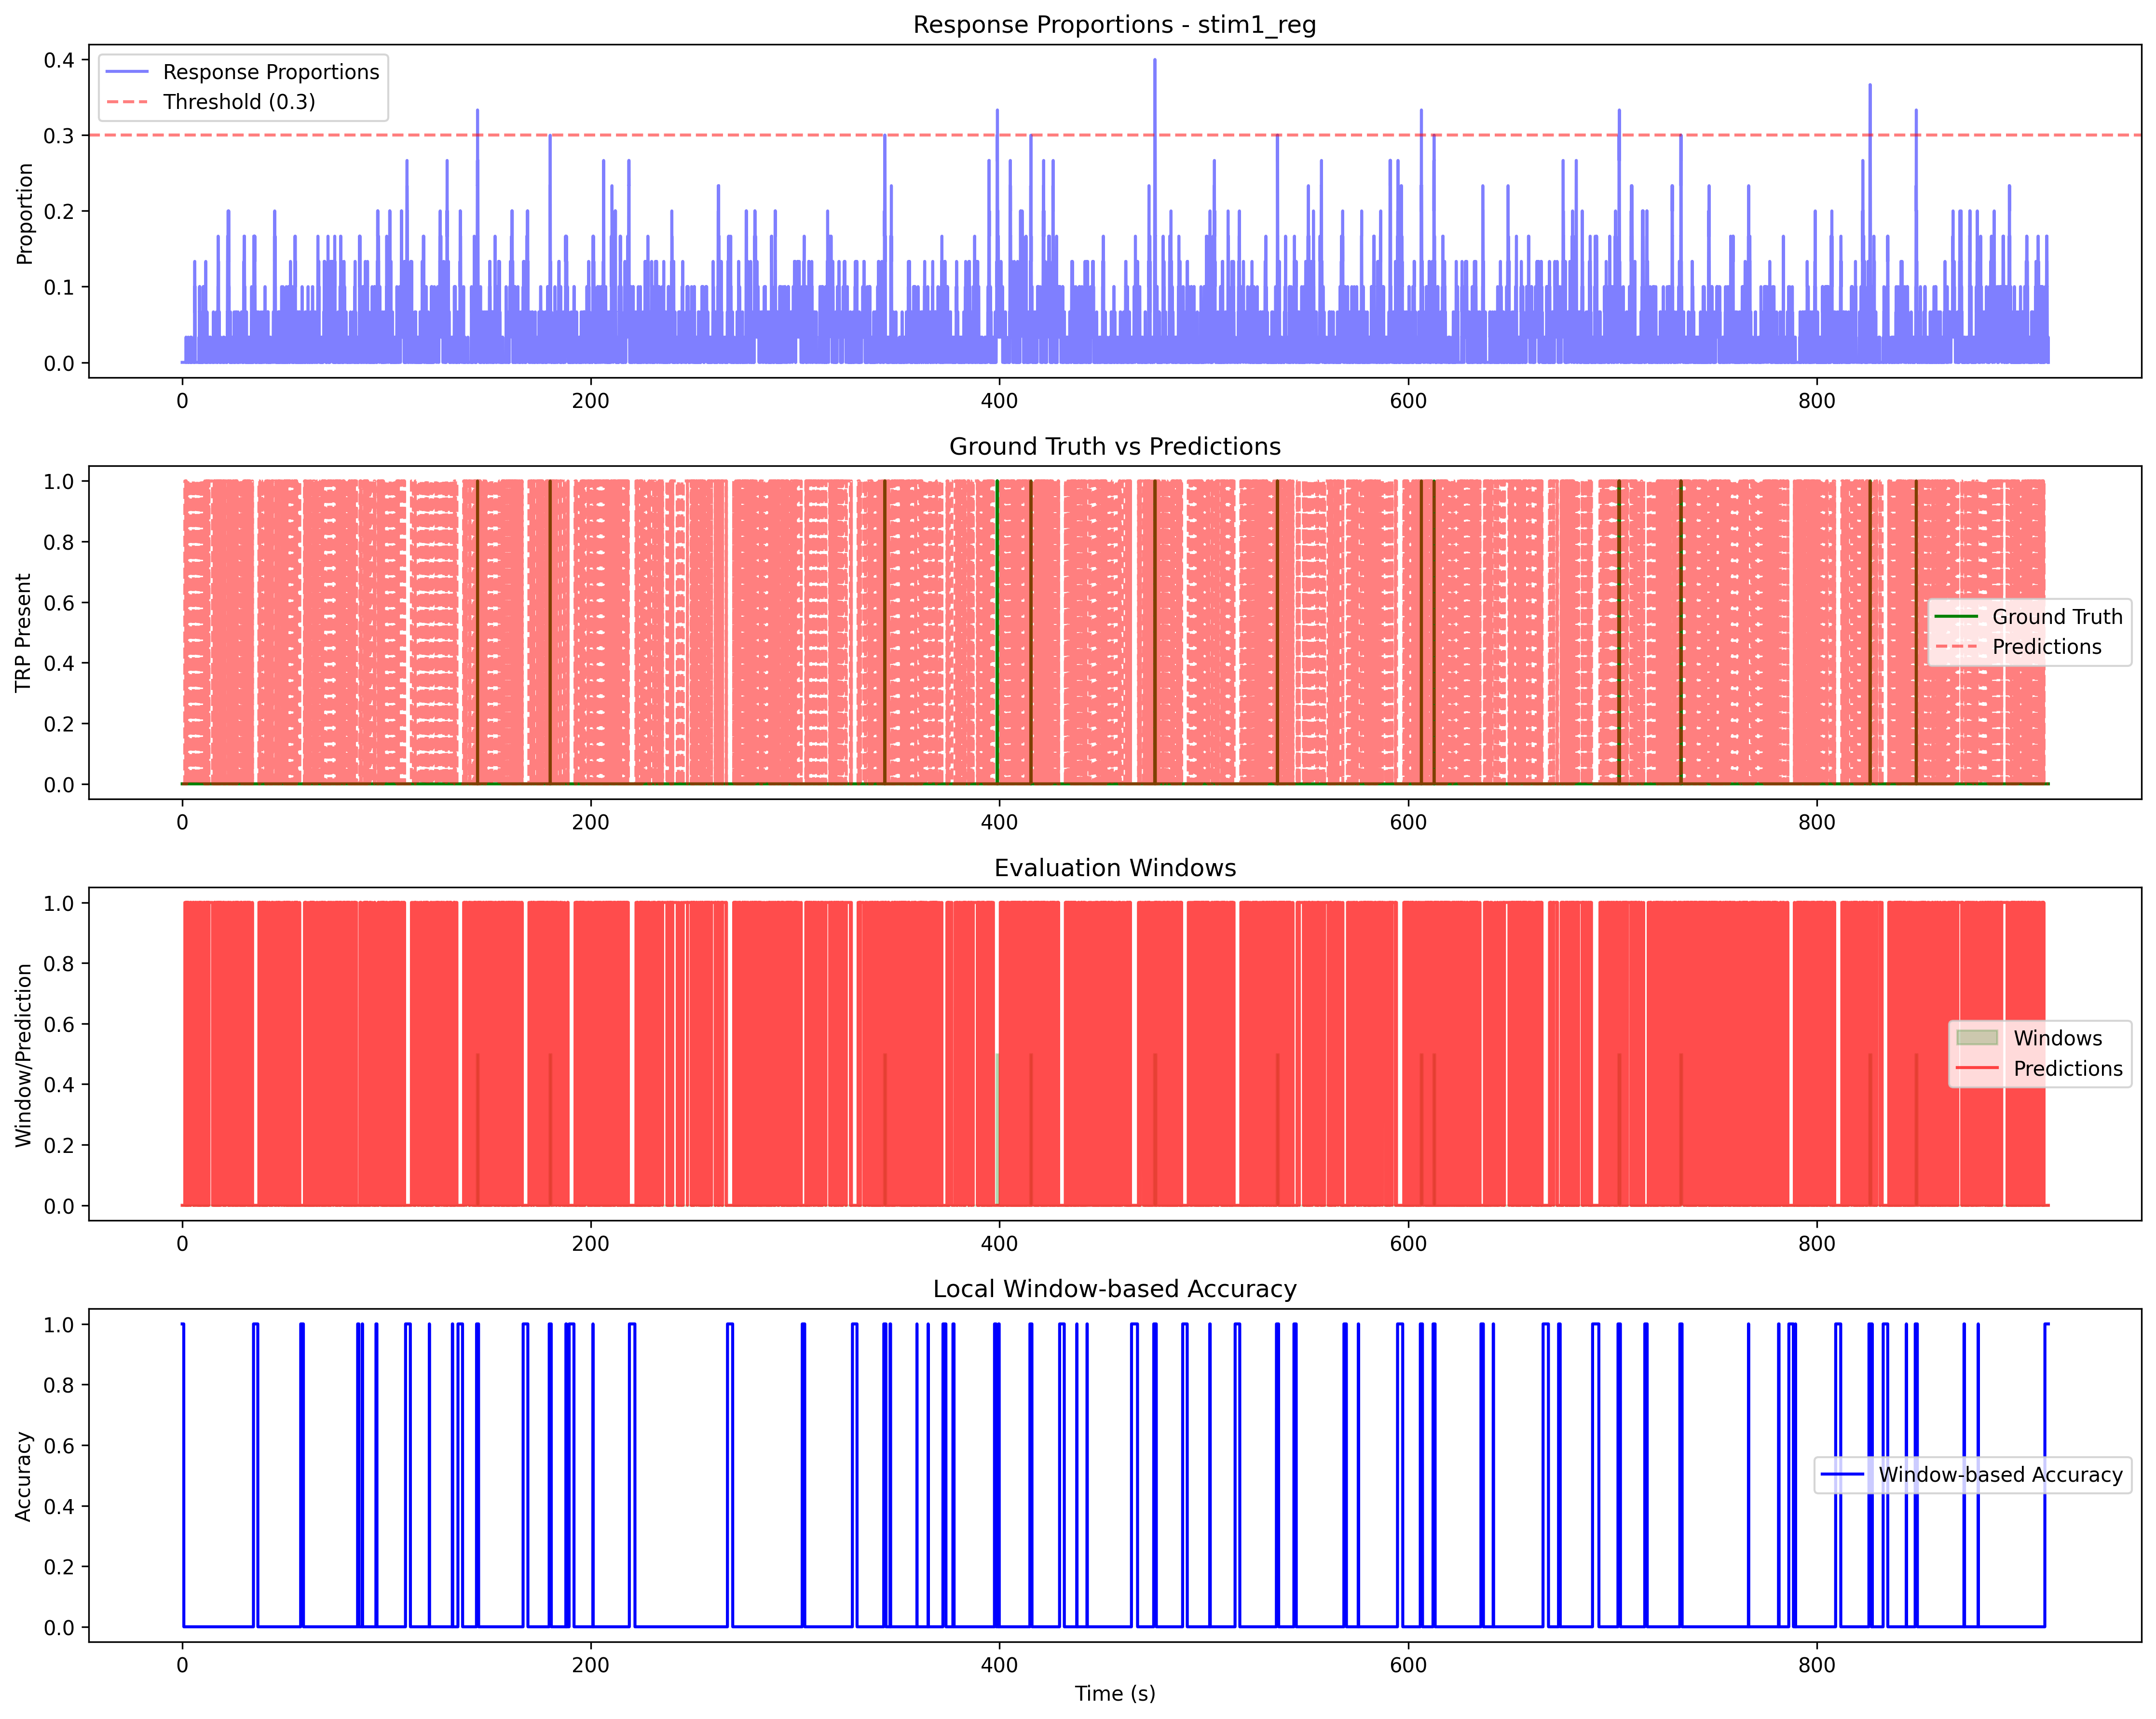 Response Proportions - stim1_reg
Proportion
0.4
0.3
0.2
0.1
0.0
Response Proportions
Threshold (0.3)
0 200 400 600 800
Ground Truth vs Predictions
TRP Present
1.0
0.8
0.6
0.4
0.2
0.0
Ground Truth
Predictions
0 200 400 600 800
Evaluation Windows
Window/Prediction
1.0
0.8
0.6
0.4
0.2
0.0
Windows
Predictions
0 200 400 600 800
Local Window-based Accuracy
Accuracy
1.0
0.8
0.6
0.4
0.2
0.0
Window-based Accuracy
0 200 400 600 800
Time (s)